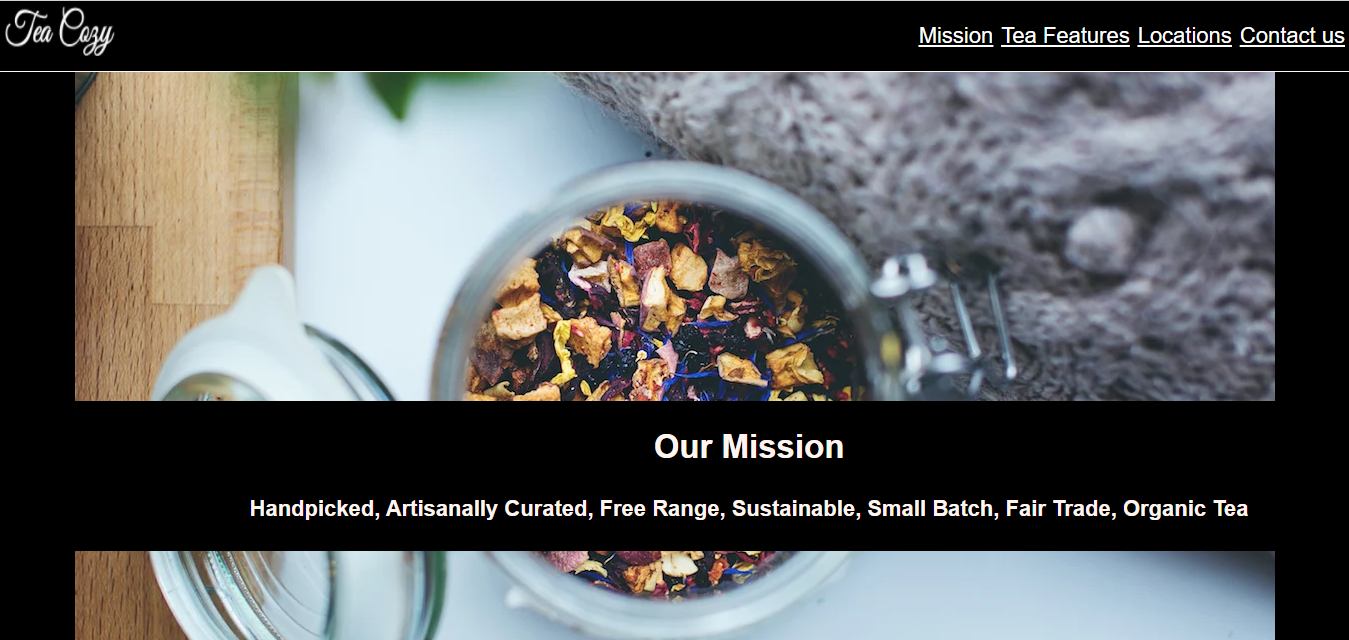 Tea Cozy
Mission Tea Features Locations Contact us
Our Mission
Handpicked, Artisanally Curated, Free Range, Sustainable, Small Batch, Fair Trade, Organic Tea